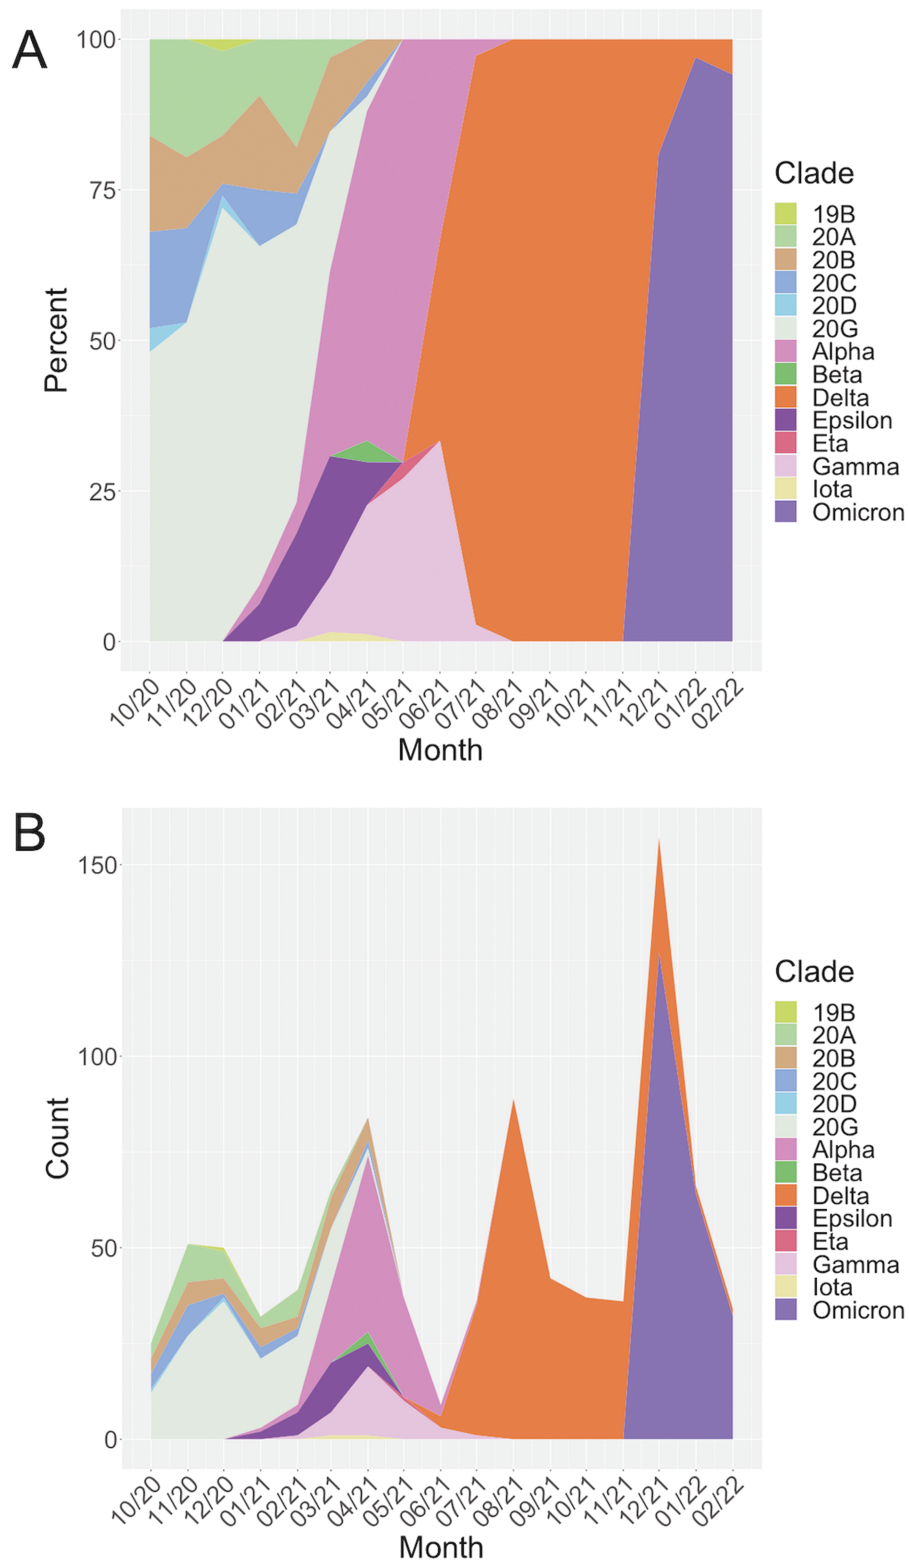 A
100
75
50
25
0
Percent
10/20 11/20 12/20 01/21 02/21 03/21 04/21 05/21 06/21 07/21 08/21 09/21 10/21 11/21 12/21 01/22 02/22
Month
Clade
19B
20A
20B
20C
20D
20G
Alpha
Beta
Delta
Epsilon
Eta
Gamma
Iota
Omicron
B
150
100
50
0
Count
10/20 11/20 12/20 01/21 02/21 03/21 04/21 05/21 06/21 07/21 08/21 09/21 10/21 11/21 12/21 01/22 02/22
Month
Clade
19B
20A
20B
20C
20D
20G
Alpha
Beta
Delta
Epsilon
Eta
Gamma
Iota
Omicron